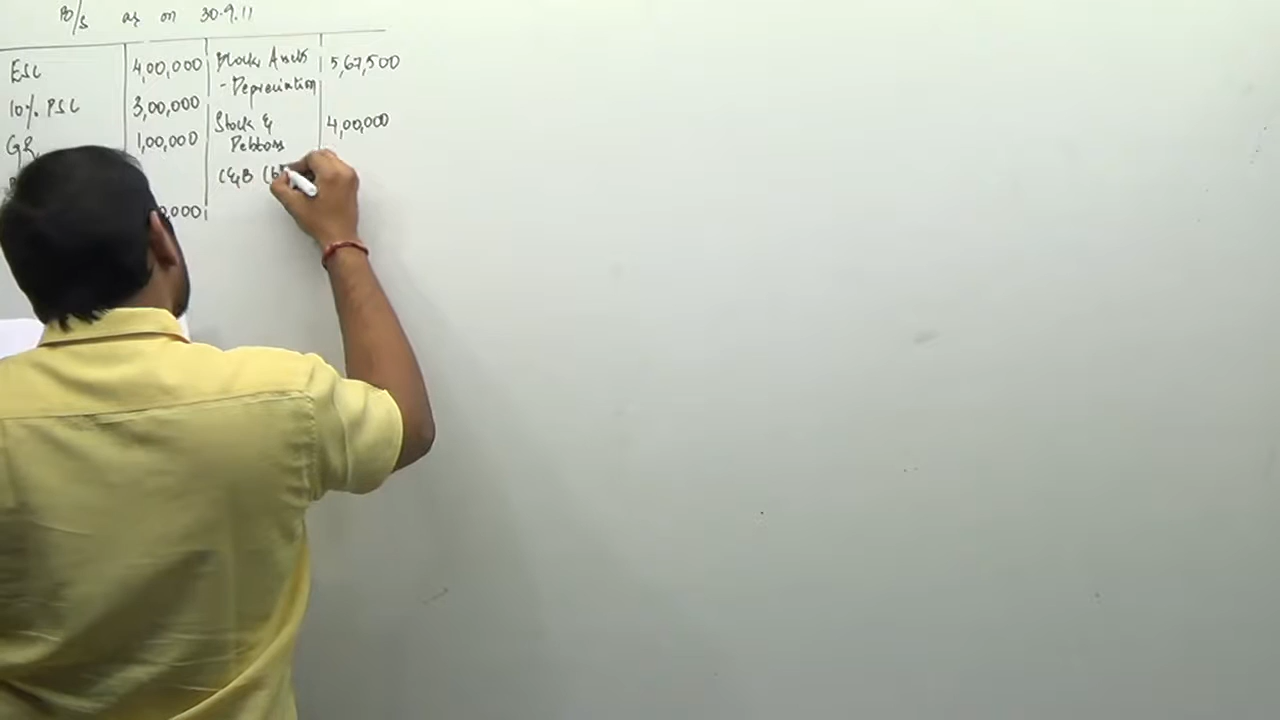 B/S as on 30.9.11
ESC 4,00,000 Block Assets 5,67,500
- Depreciation
10% PSC 3,00,000
Stock & 4,00,000
GR 1,00,000 Debtors
C&B